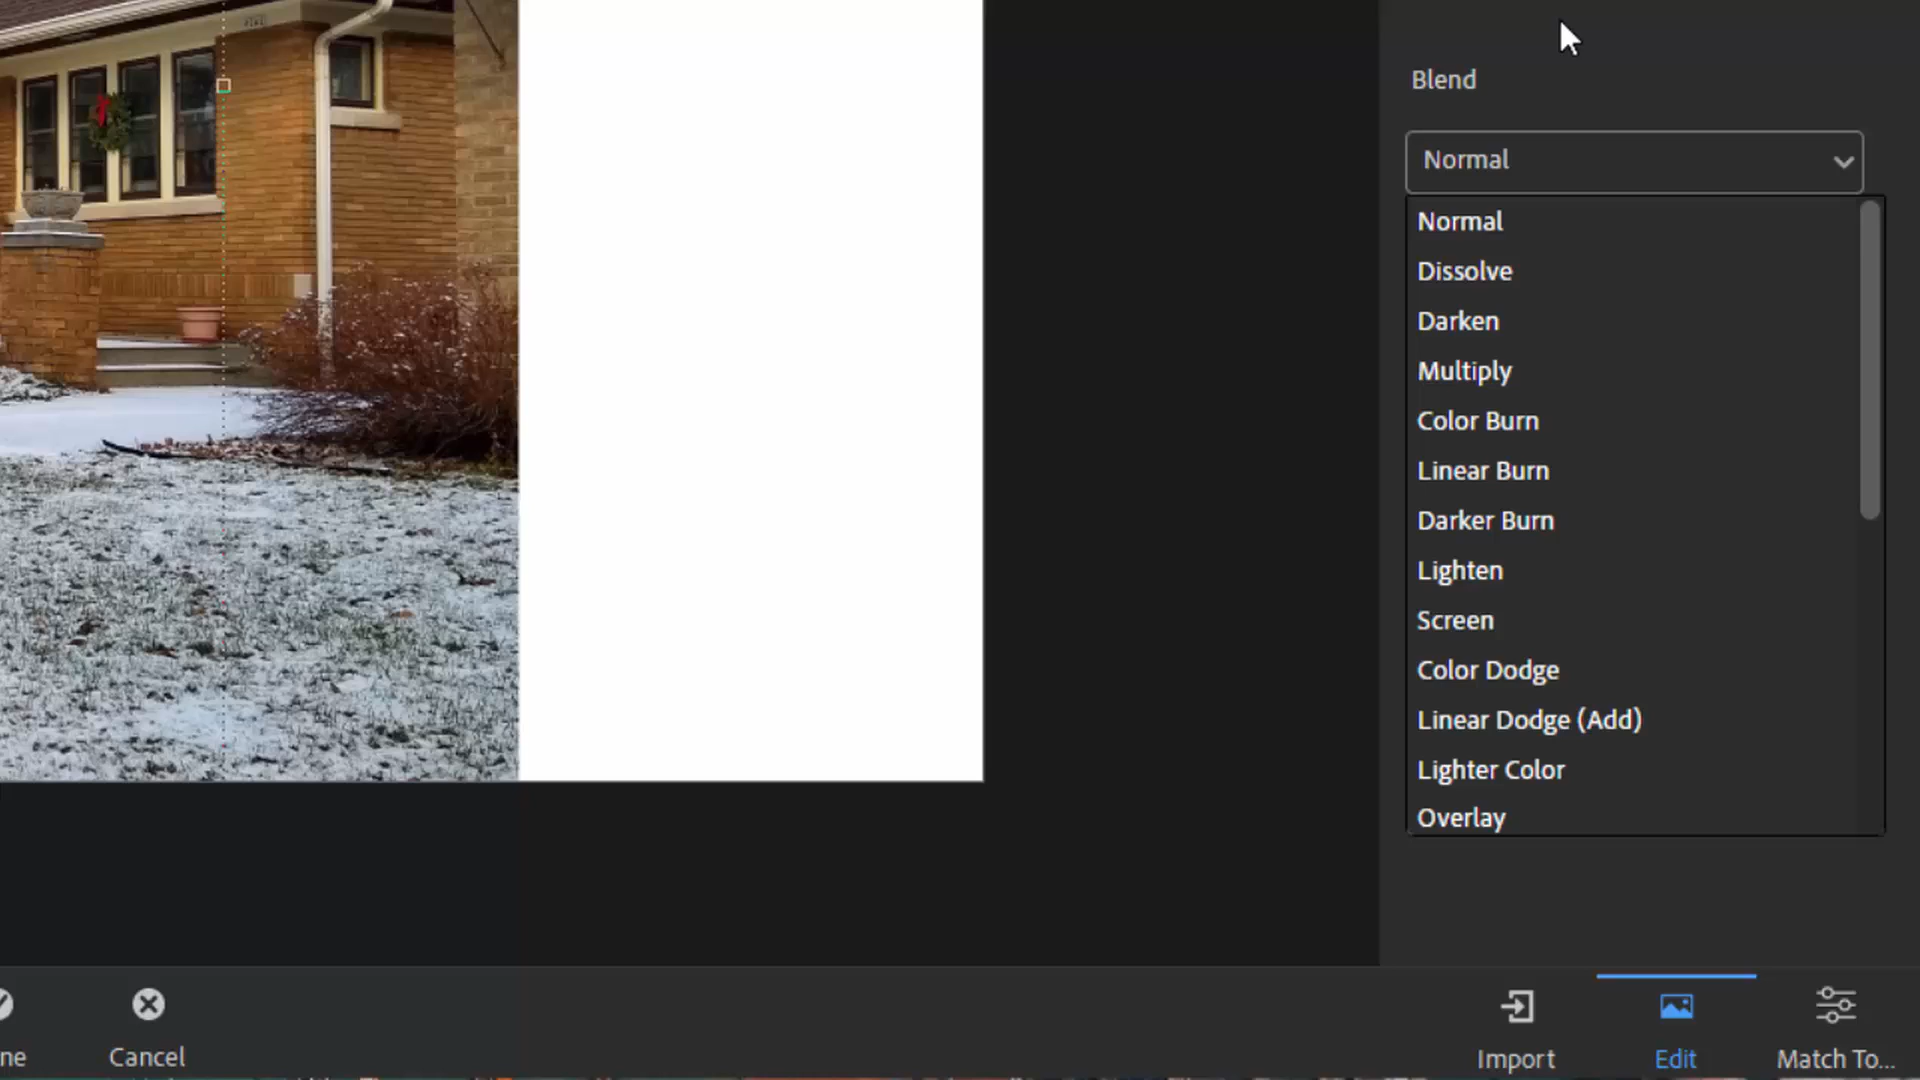 Blend
Normal
Normal
Dissolve
Darken
Multiply
Color Burn
Linear Burn
Darker Burn
Lighten
Screen
Color Dodge
Linear Dodge (Add)
Lighter Color
Overlay
ne
Cancel
Import
Edit
Match To...